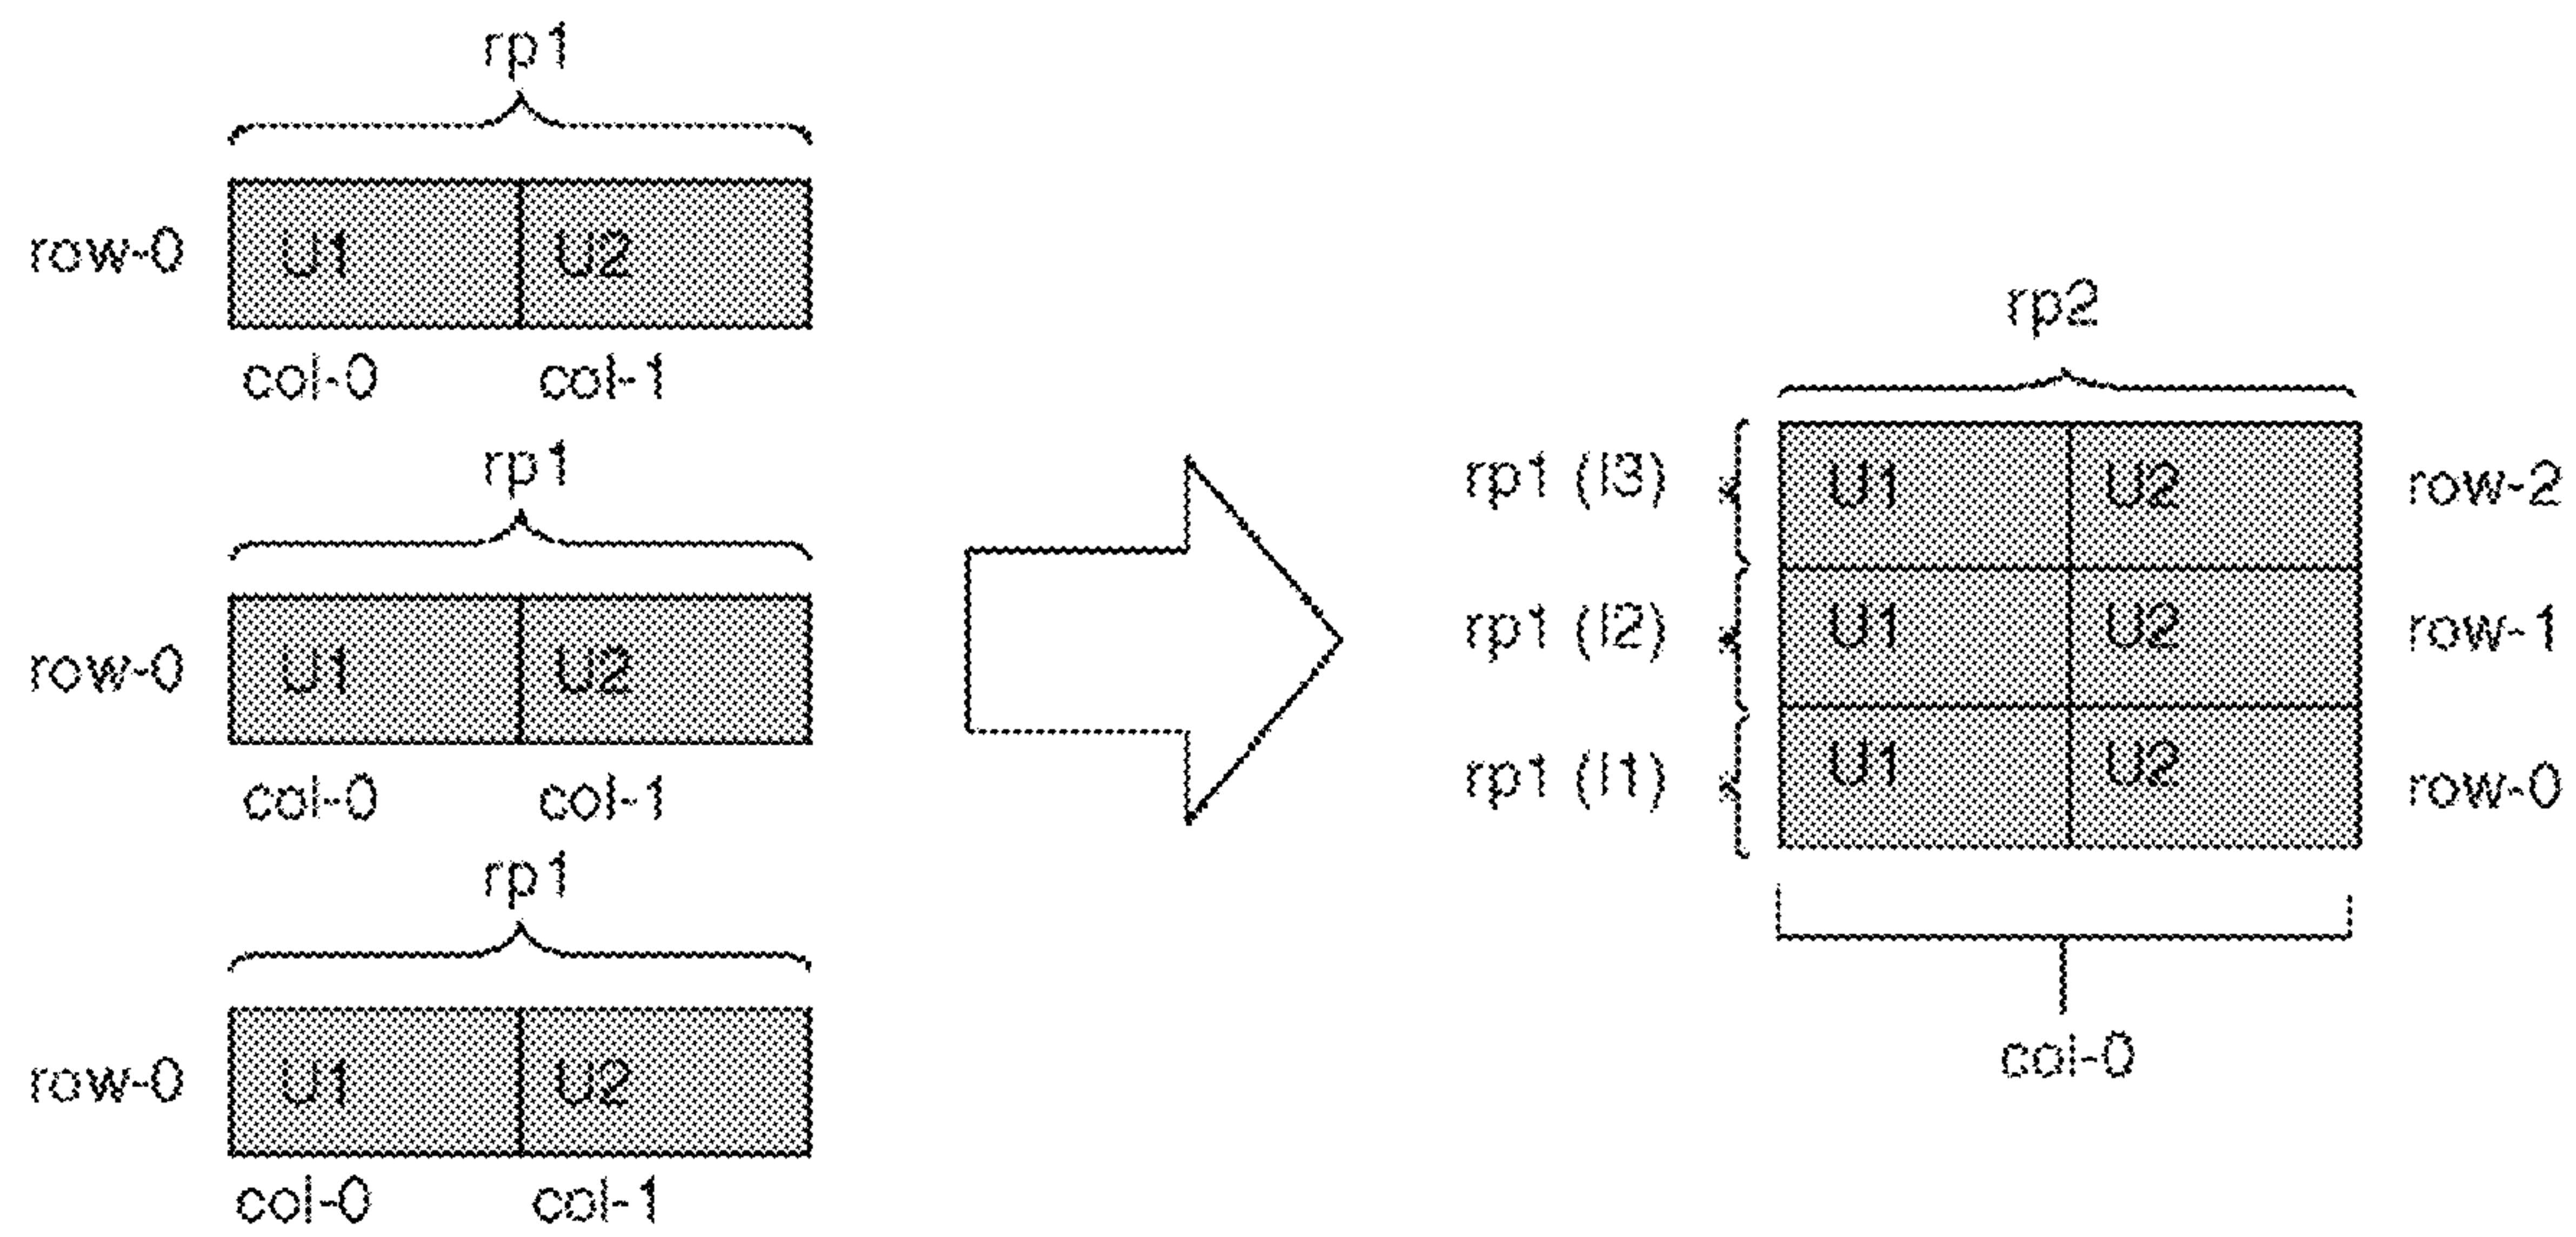 rp1
row-0 U1 U2
col-0 col-1
rp1
row-0 U1 U2
col-0 col-1
rp1
row-0 U1 U2
col-0 col-1
rp2
rp1 (I3) U1 U2 row-2
rp1 (I2) U1 U2 row-1
rp1 (I1) U1 U2 row-0
col-0